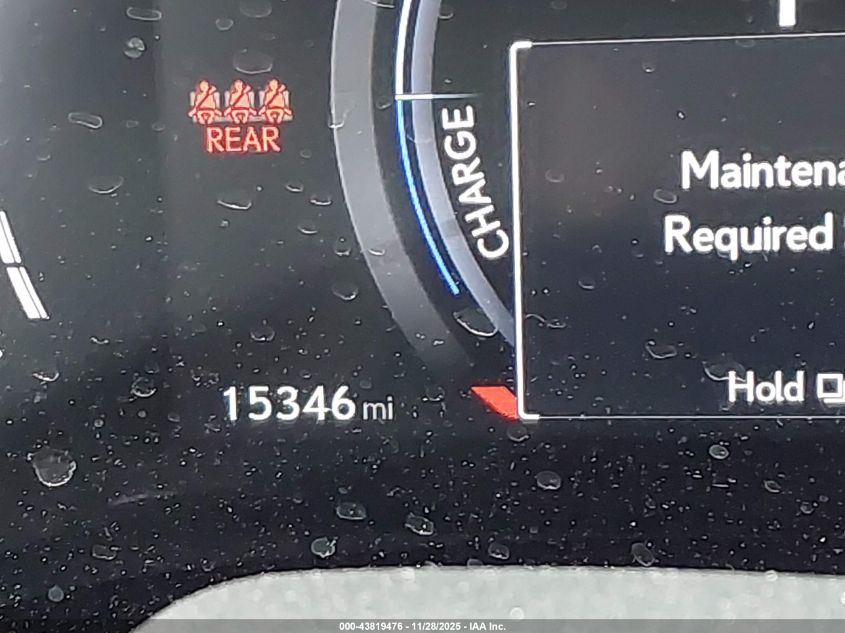 REAR
CHARGE
Maintena
Required
15346 mi
Hold
000-43819476 - 11/28/2025 - IAA Inc.